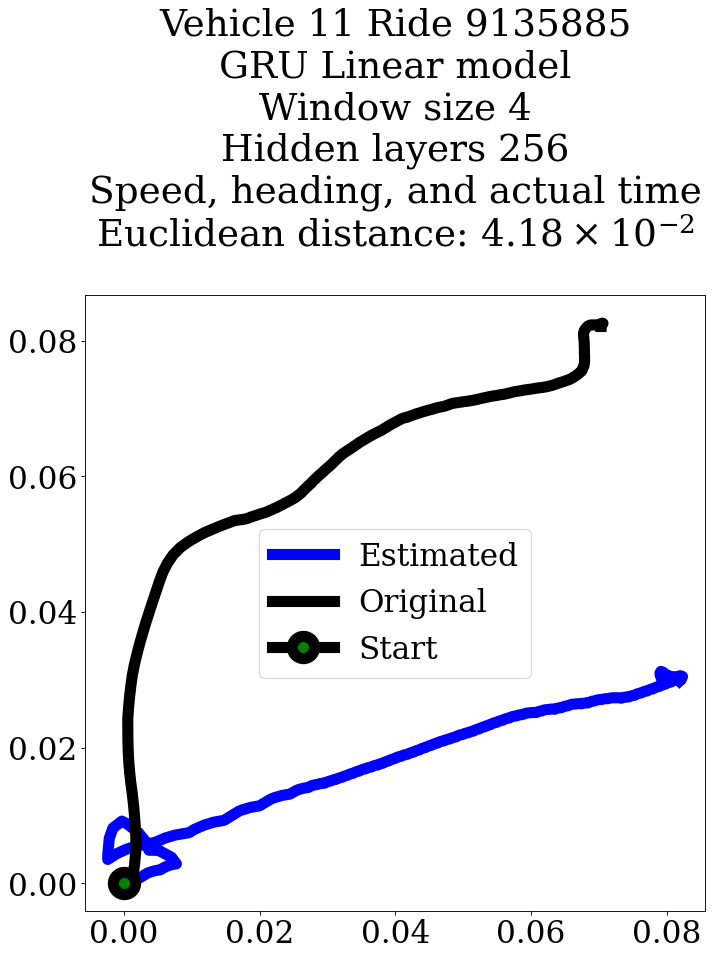 Vehicle 11 Ride 9135885
GRU Linear model
Window size 4
Hidden layers 256
Speed, heading, and actual time
Euclidean distance: 4.18 × 10⁻²
0.08
0.06
0.04
0.02
0.00
Estimated
Original
Start
0.00 0.02 0.04 0.06 0.08